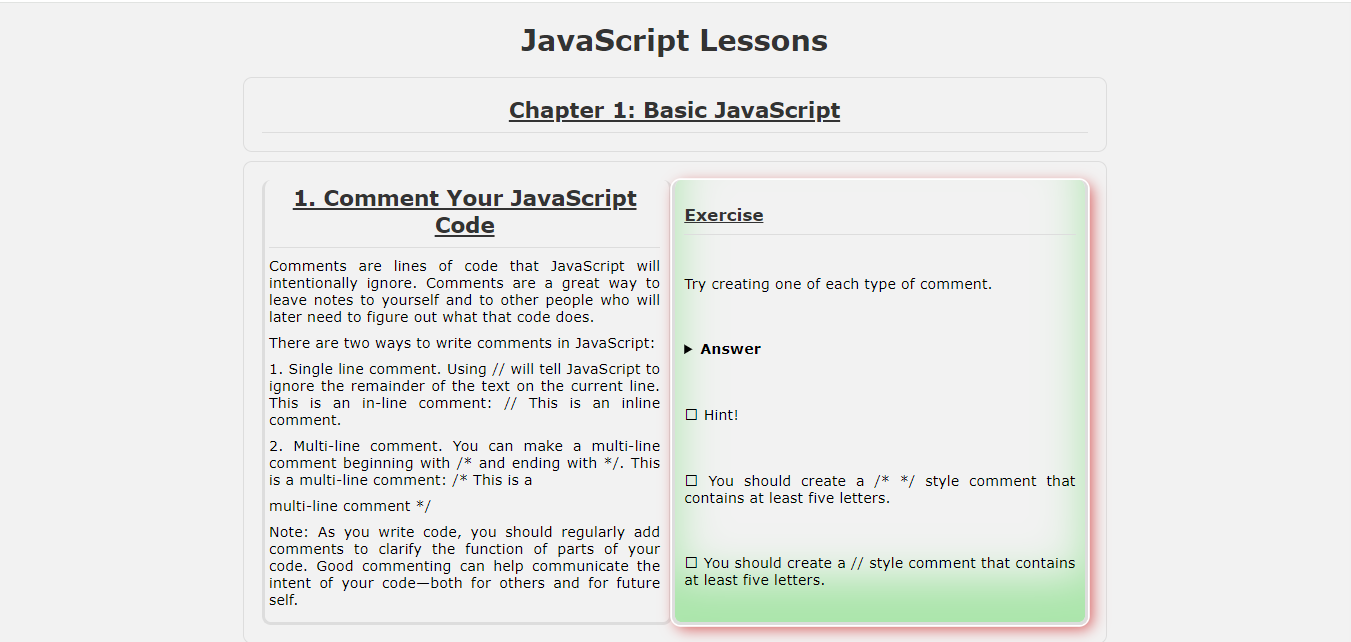 JavaScript Lessons
Chapter 1: Basic JavaScript
1. Comment Your JavaScript
Code
Comments are lines of code that JavaScript will
intentionally ignore. Comments are a great way to
leave notes to yourself and to other people who will
later need to figure out what that code does.
There are two ways to write comments in JavaScript:
1. Single line comment. Using // will tell JavaScript to
ignore the remainder of the text on the current line.
This is an in-line comment: // This is an inline
comment.
2. Multi-line comment. You can make a multi-line
comment beginning with /* and ending with */. This
is a multi-line comment: /* This is a
multi-line comment */
Note: As you write code, you should regularly add
comments to clarify the function of parts of your
code. Good commenting can help communicate the
intent of your code—both for others and for future
self.
Exercise
Try creating one of each type of comment.
Answer
Hint!
You should create a /* */ style comment that
contains at least five letters.
You should create a // style comment that contains
at least five letters.